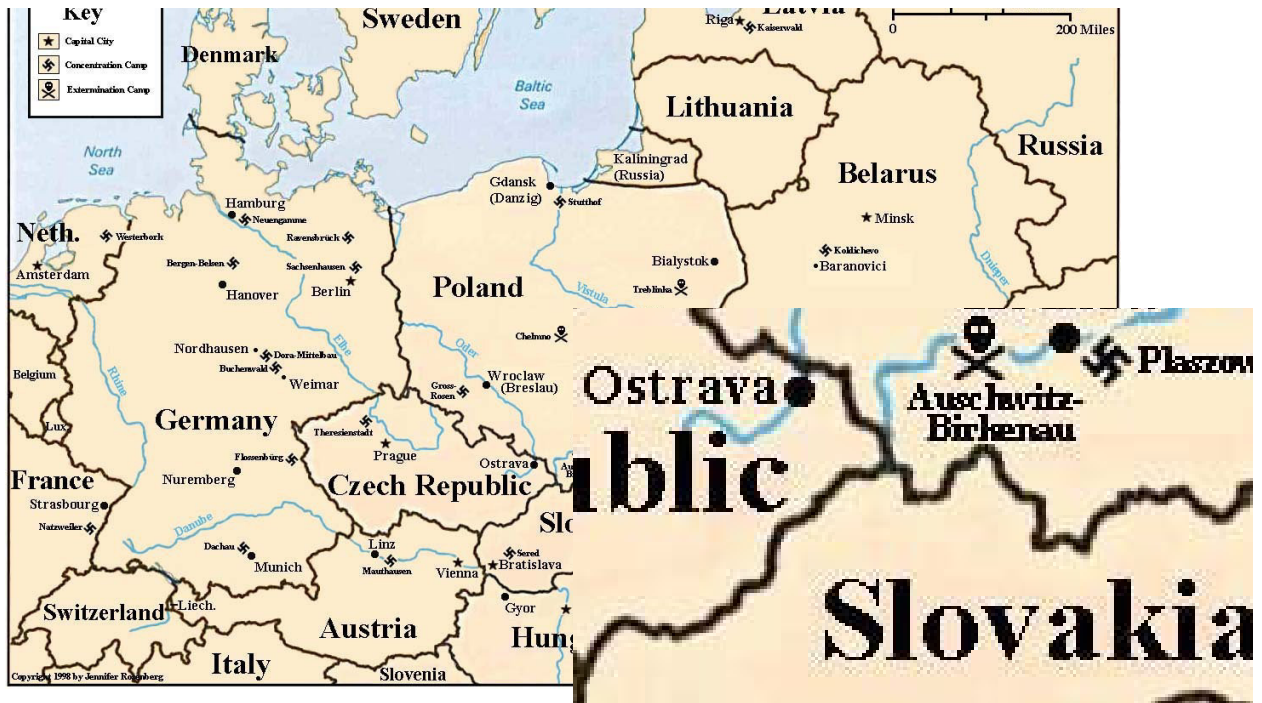 Key
Capital City
Concentration Camp
Extermination Camp
Sweden
Denmark
Latvia
Riga
Kaiserwald
0
200 Miles
Baltic
Sea
North
Sea
Lithuania
Russia
Kaliningrad
(Russia)
Belarus
Gdansk
(Danzig)
Stutthof
Minsk
Hamburg
Neuengamme
Neth.
Westerbork
Ravensbrück
Koldichevo
Baranovici
Dnieper
Amsterdam
Bergen-Belsen
Sachsenhausen
Berlin
Hanover
Bialystok
Treblinka
Poland
Vistula
Chelmno
Nordhausen
Dora-Mittelbau
Elbe
Oder
Buchenwald
Weimar
Belgium
Rhine
Wroclaw
(Breslau)
Gross-
Rosen
Lux.
Germany
Theresienstadt
Prague
Flossenbürg
Nuremberg
Ostrava
Au
B
France
Strasbourg
Czech Republic
Natzweiler
Danube
Slo
Dachau
Munich
Linz
Mauthausen
Vienna
Sered
Bratislava
Switzerland
Liech.
Gyor
Austria
Hung
Italy
Slovenia
Copyright 1998 by Jennifer Rosenberg
Ostrava
Auschwitz-
Birkenau
Plaszow
ublic
Slovakia